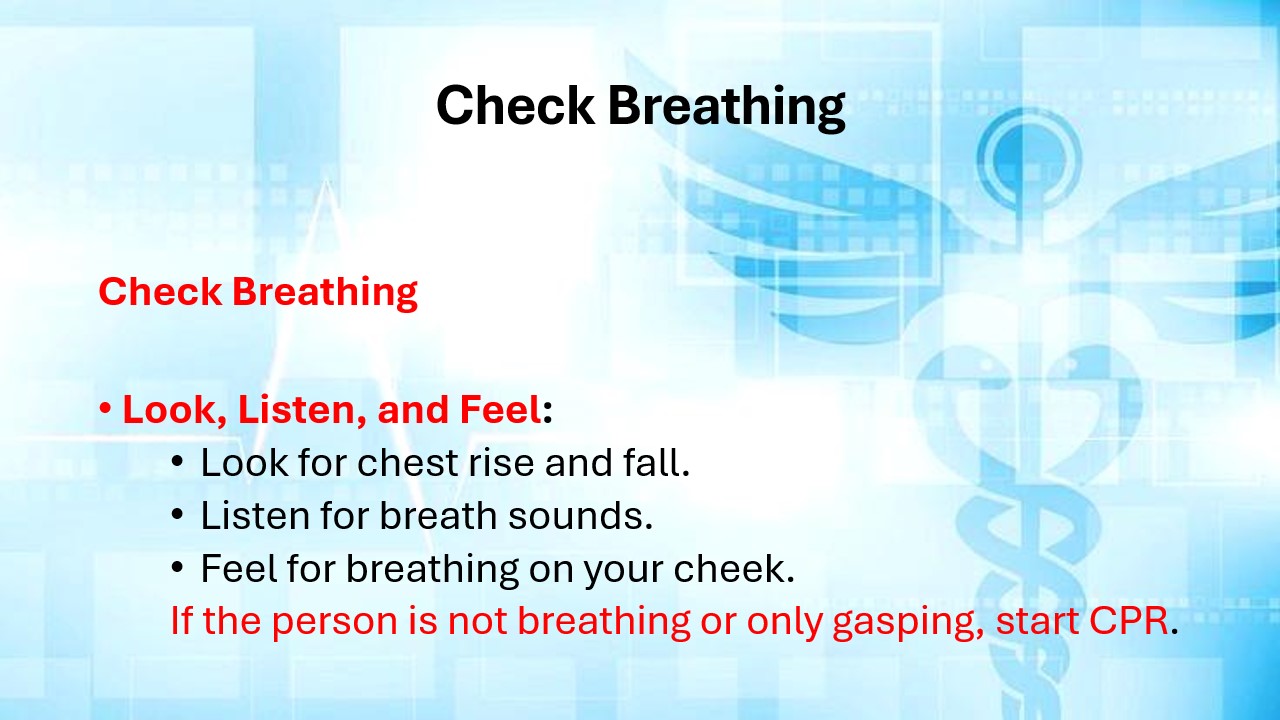 Check Breathing
Check Breathing
• Look, Listen, and Feel:
• Look for chest rise and fall.
• Listen for breath sounds.
• Feel for breathing on your cheek.
If the person is not breathing or only gasping, start CPR.